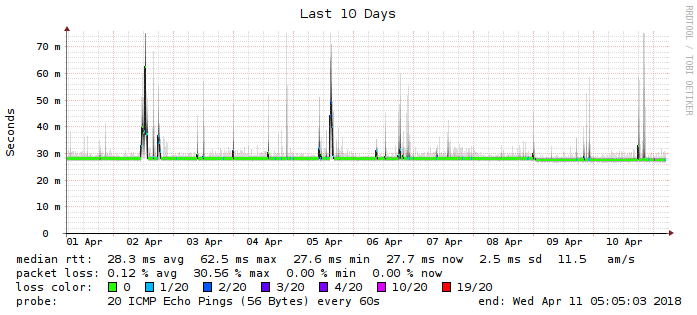 Last 10 Days
RRDTOOL / TOBI OETIKER
Seconds
70 m
60 m
50 m
40 m
30 m
20 m
10 m
0
01 Apr 02 Apr 03 Apr 04 Apr 05 Apr 06 Apr 07 Apr 08 Apr 09 Apr 10 Apr
median rtt: 28.3 ms avg 62.5 ms max 27.6 ms min 27.7 ms now 2.5 ms sd 11.5 am/s
packet loss: 0.12 % avg 30.56 % max 0.00 % min 0.00 % now
loss color: 0 1/20 2/20 3/20 4/20 10/20 19/20
probe: 20 ICMP Echo Pings (56 Bytes) every 60s end: Wed Apr 11 05:05:03 2018